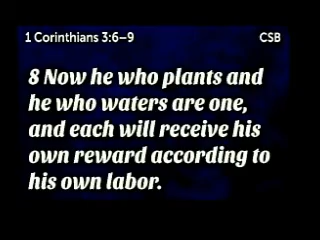 1 Corinthians 3:6–9 CSB
8 Now he who plants and
he who waters are one,
and each will receive his
own reward according to
his own labor.